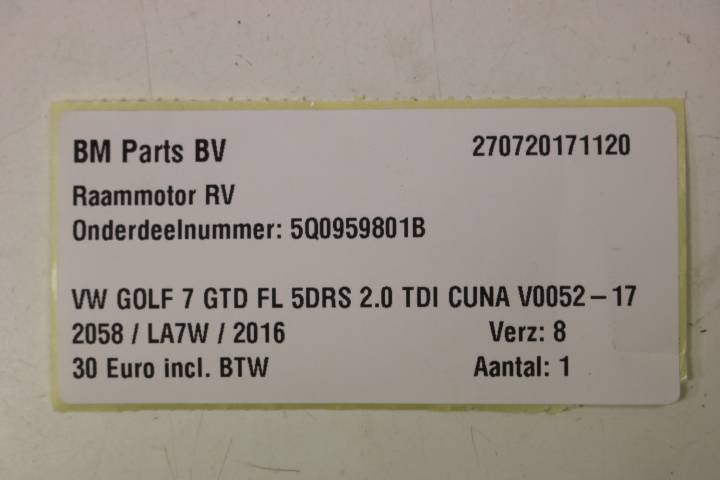 BM Parts BV 270720171120
Raammotor RV
Onderdeelnummer: 5Q0959801B
VW GOLF 7 GTD FL 5DRS 2.0 TDI CUNA V0052-17
2058 / LA7W / 2016 Verz: 8
30 Euro incl. BTW Aantal: 1